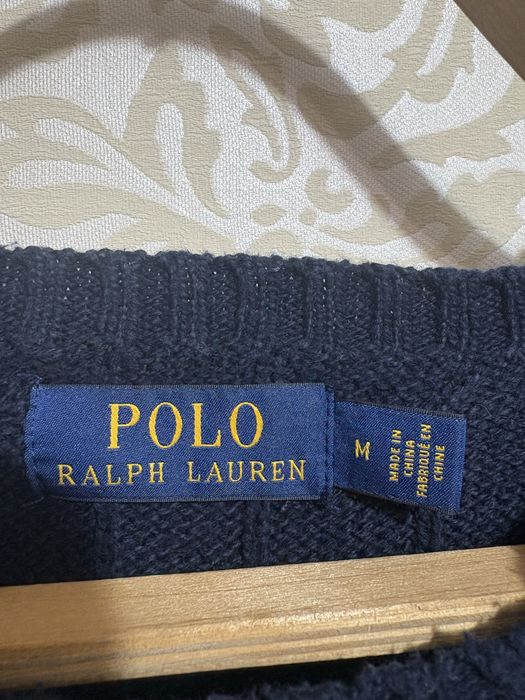 POLO
RALPH LAUREN
M
MADE IN
CHINA
FABRIQUÉ EN
CHINE